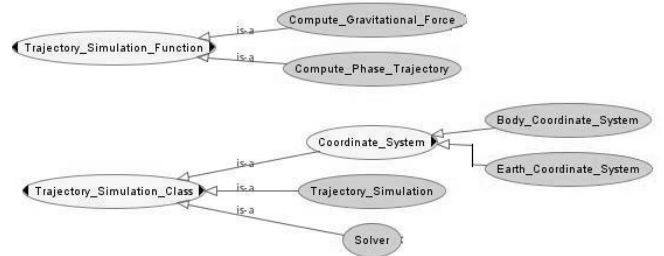 Compute_Gravitational_Force
is-a
Trajectory_Simulation_Function
is-a
Compute_Phase_Trajectory
Body_Coordinate_System
Coordinate_System
is-a
Earth_Coordinate_System
Trajectory_Simulation_Class
is-a
Trajectory_Simulation
is-a
Solver